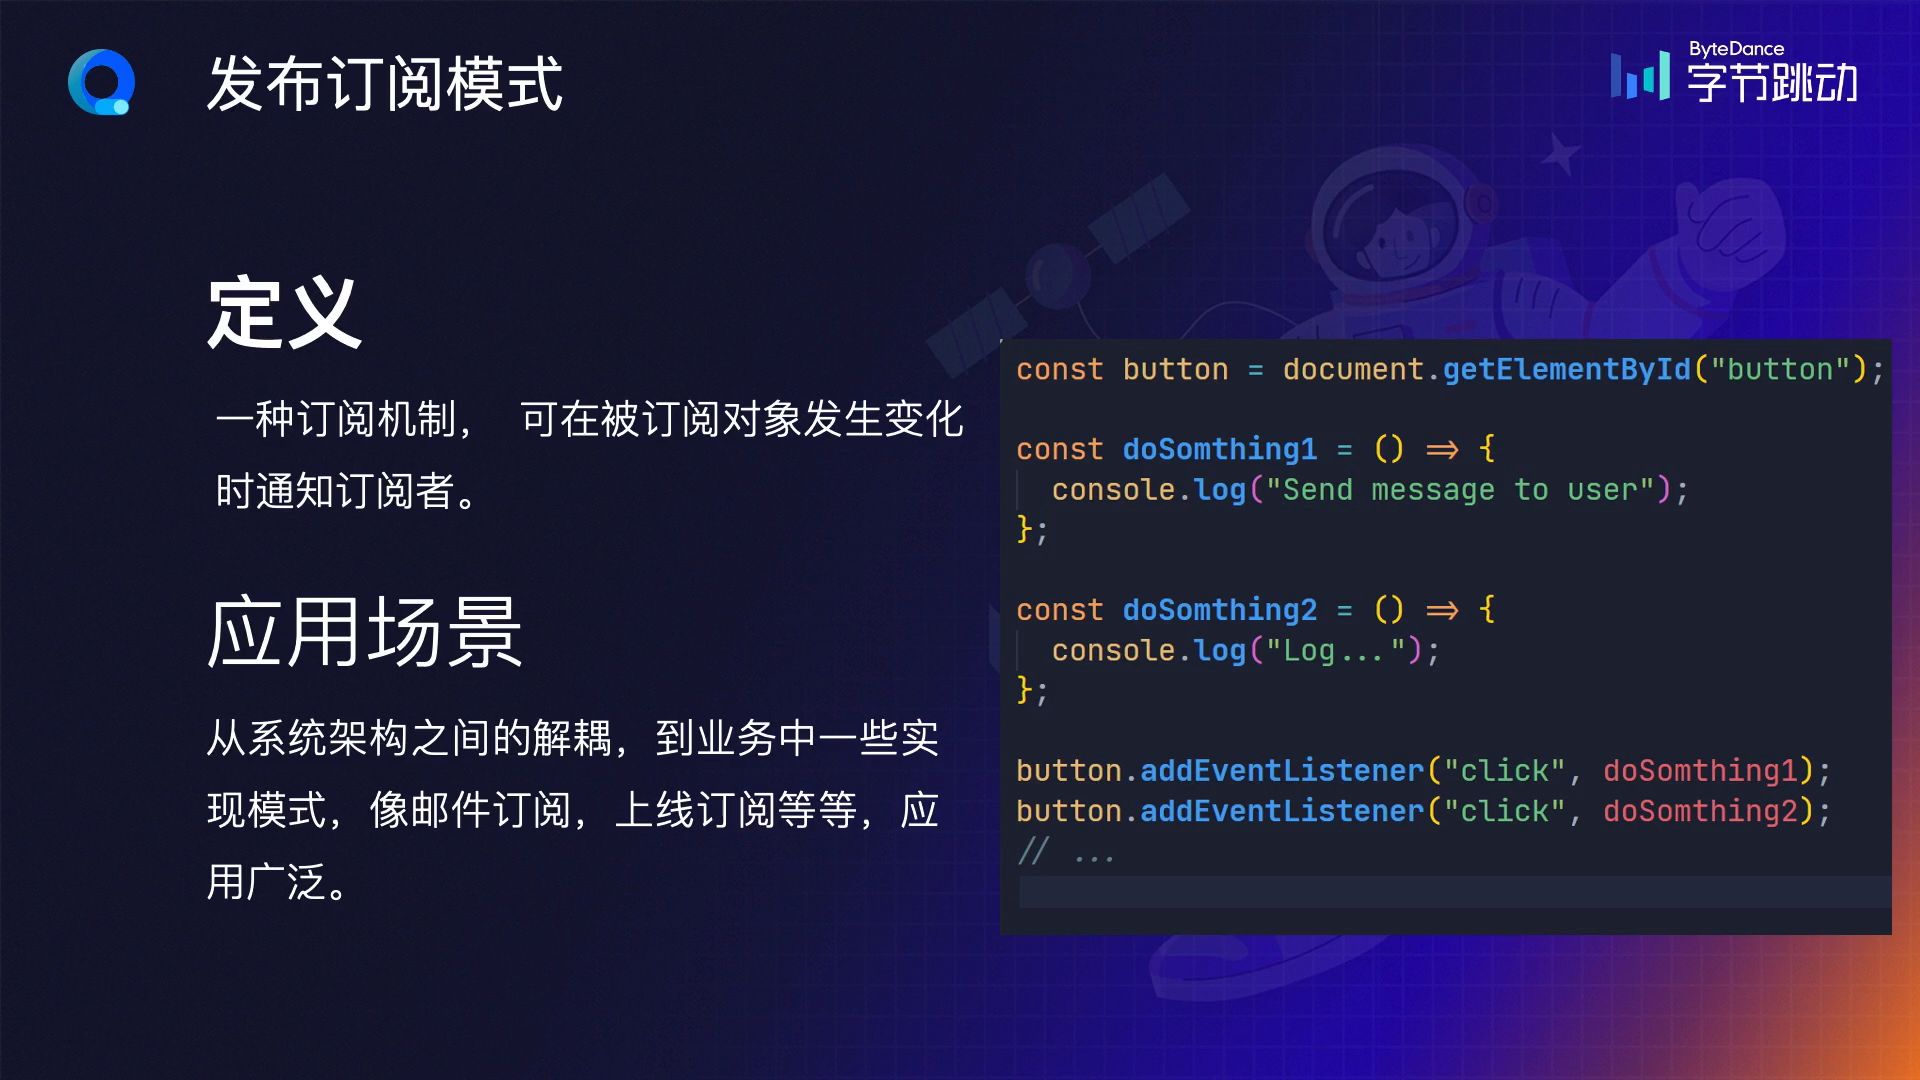 发布订阅模式
ByteDance
字节跳动
定义
一种订阅机制， 可在被订阅对象发生变化
时通知订阅者。
应用场景
从系统架构之间的解耦，到业务中一些实
现模式，像邮件订阅，上线订阅等等，应
用广泛。
const button = document.getElementById("button");
const doSomthing1 = () => {
  console.log("Send message to user");
};
const doSomthing2 = () => {
  console.log("Log...");
};
button.addEventListener("click", doSomthing1);
button.addEventListener("click", doSomthing2);
// ...